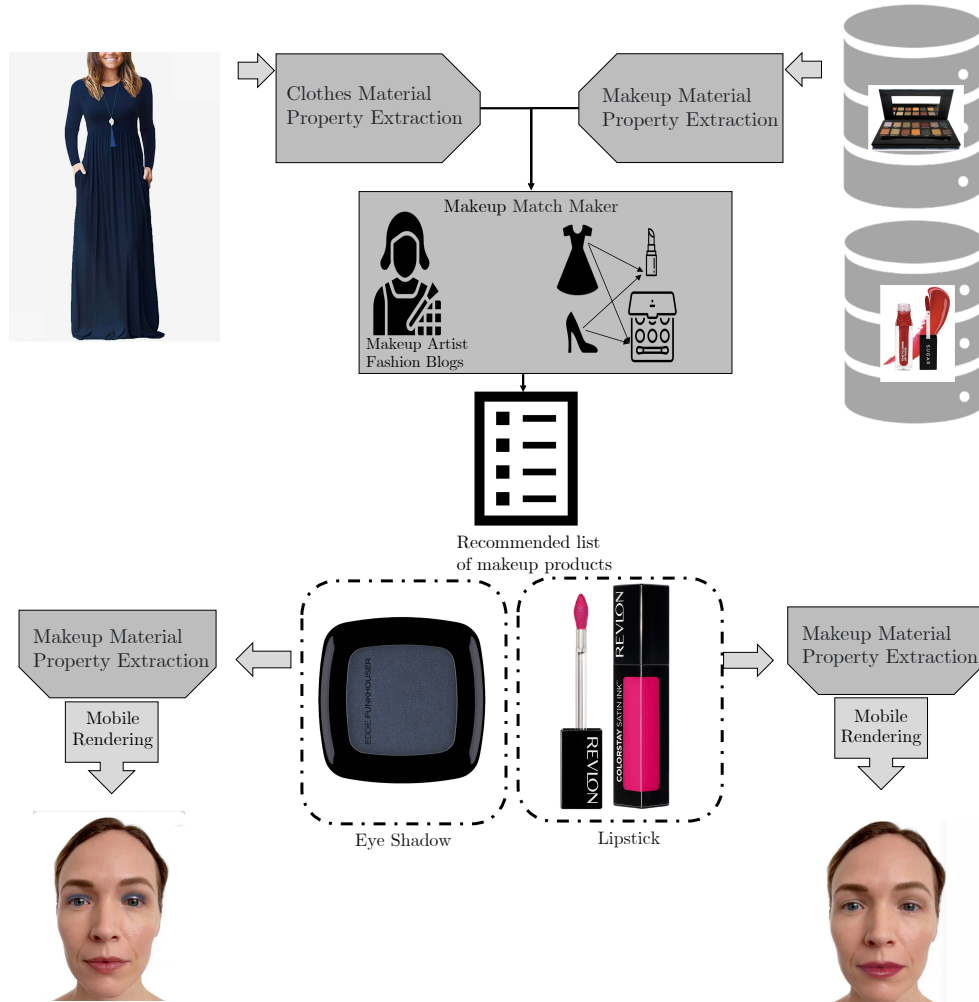 Clothes Material
Property Extraction
Makeup Material
Property Extraction
Makeup Match Maker
Makeup Artist
Fashion Blogs
SUGAR
Recommended list
of makeup products
Makeup Material
Property Extraction
Mobile
Rendering
EDDIE FUNKHOUSER
REVLON
REVLON
COLORSTAY SATIN INK
Makeup Material
Property Extraction
Mobile
Rendering
Eye Shadow
Lipstick